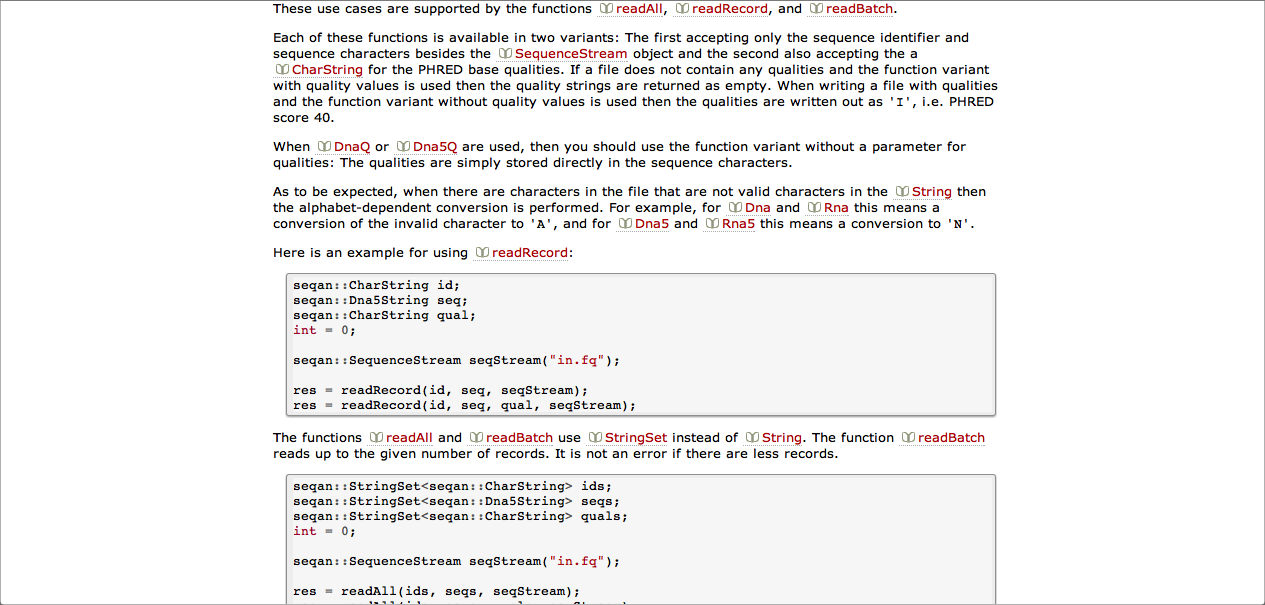 These use cases are supported by the functions readAll, readRecord, and readBatch.
Each of these functions is available in two variants: The first accepting only the sequence identifier and
sequence characters besides the SequenceStream object and the second also accepting the a
CharString for the PHRED base qualities. If a file does not contain any qualities and the function variant
with quality values is used then the quality strings are returned as empty. When writing a file with qualities
and the function variant without quality values is used then the qualities are written out as 'I', i.e. PHRED
score 40.
When DnaQ or Dna5Q are used, then you should use the function variant without a parameter for
qualities: The qualities are simply stored directly in the sequence characters.
As to be expected, when there are characters in the file that are not valid characters in the String then
the alphabet-dependent conversion is performed. For example, for Dna and Rna this means a
conversion of the invalid character to 'A', and for Dna5 and Rna5 this means a conversion to 'N'.
Here is an example for using readRecord:
seqan::CharString id;
seqan::Dna5String seq;
seqan::CharString qual;
int = 0;
seqan::SequenceStream seqStream("in.fq");
res = readRecord(id, seq, seqStream);
res = readRecord(id, seq, qual, seqStream);
The functions readAll and readBatch use StringSet instead of String. The function readBatch
reads up to the given number of records. It is not an error if there are less records.
seqan::StringSet<seqan::CharString> ids;
seqan::StringSet<seqan::Dna5String> seqs;
seqan::StringSet<seqan::CharString> quals;
int = 0;
seqan::SequenceStream seqStream("in.fq");
res = readAll(ids, seqs, seqStream);